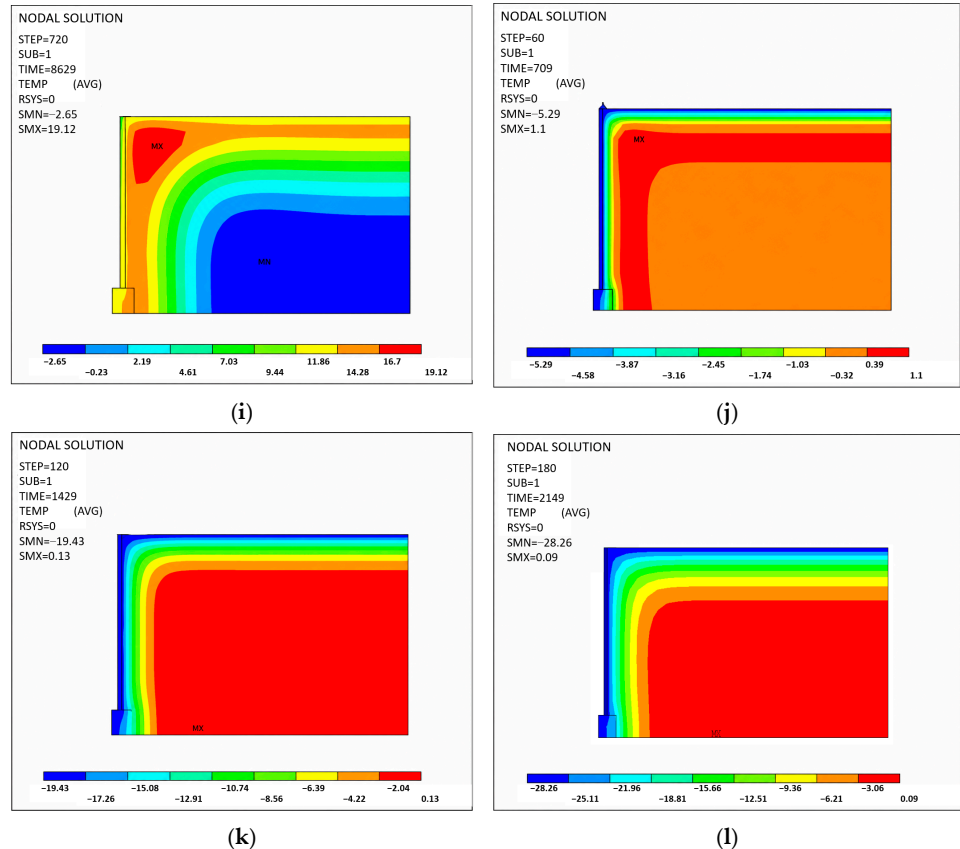 NODAL SOLUTION
STEP=720
SUB=1
TIME=8629
TEMP (AVG)
RSYS=0
SMN=−2.65
SMX=19.12
MX
MN
−2.65 2.19 7.03 11.86 16.7
−0.23 4.61 9.44 14.28 19.12
(i)
NODAL SOLUTION
STEP=60
SUB=1
TIME=709
TEMP (AVG)
RSYS=0
SMN=−5.29
SMX=1.1
MX
−5.29 −3.87 −2.45 −1.03 0.39
−4.58 −3.16 −1.74 −0.32 1.1
(j)
NODAL SOLUTION
STEP=120
SUB=1
TIME=1429
TEMP (AVG)
RSYS=0
SMN=−19.43
SMX=0.13
MX
−19.43 −15.08 −10.74 −6.39 −2.04
−17.26 −12.91 −8.56 −4.22 0.13
(k)
NODAL SOLUTION
STEP=180
SUB=1
TIME=2149
TEMP (AVG)
RSYS=0
SMN=−28.26
SMX=0.09
−28.26 −21.96 −15.66 −9.36 −3.06
−25.11 −18.81 −12.51 −6.21 0.09
(l)